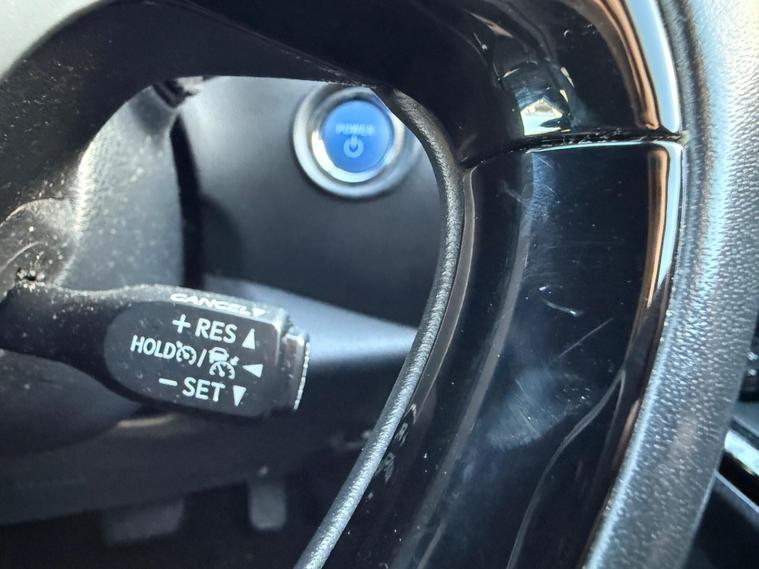 POWER
CANCEL▼
+ RES ▲
HOLD / ◀
− SET ▼